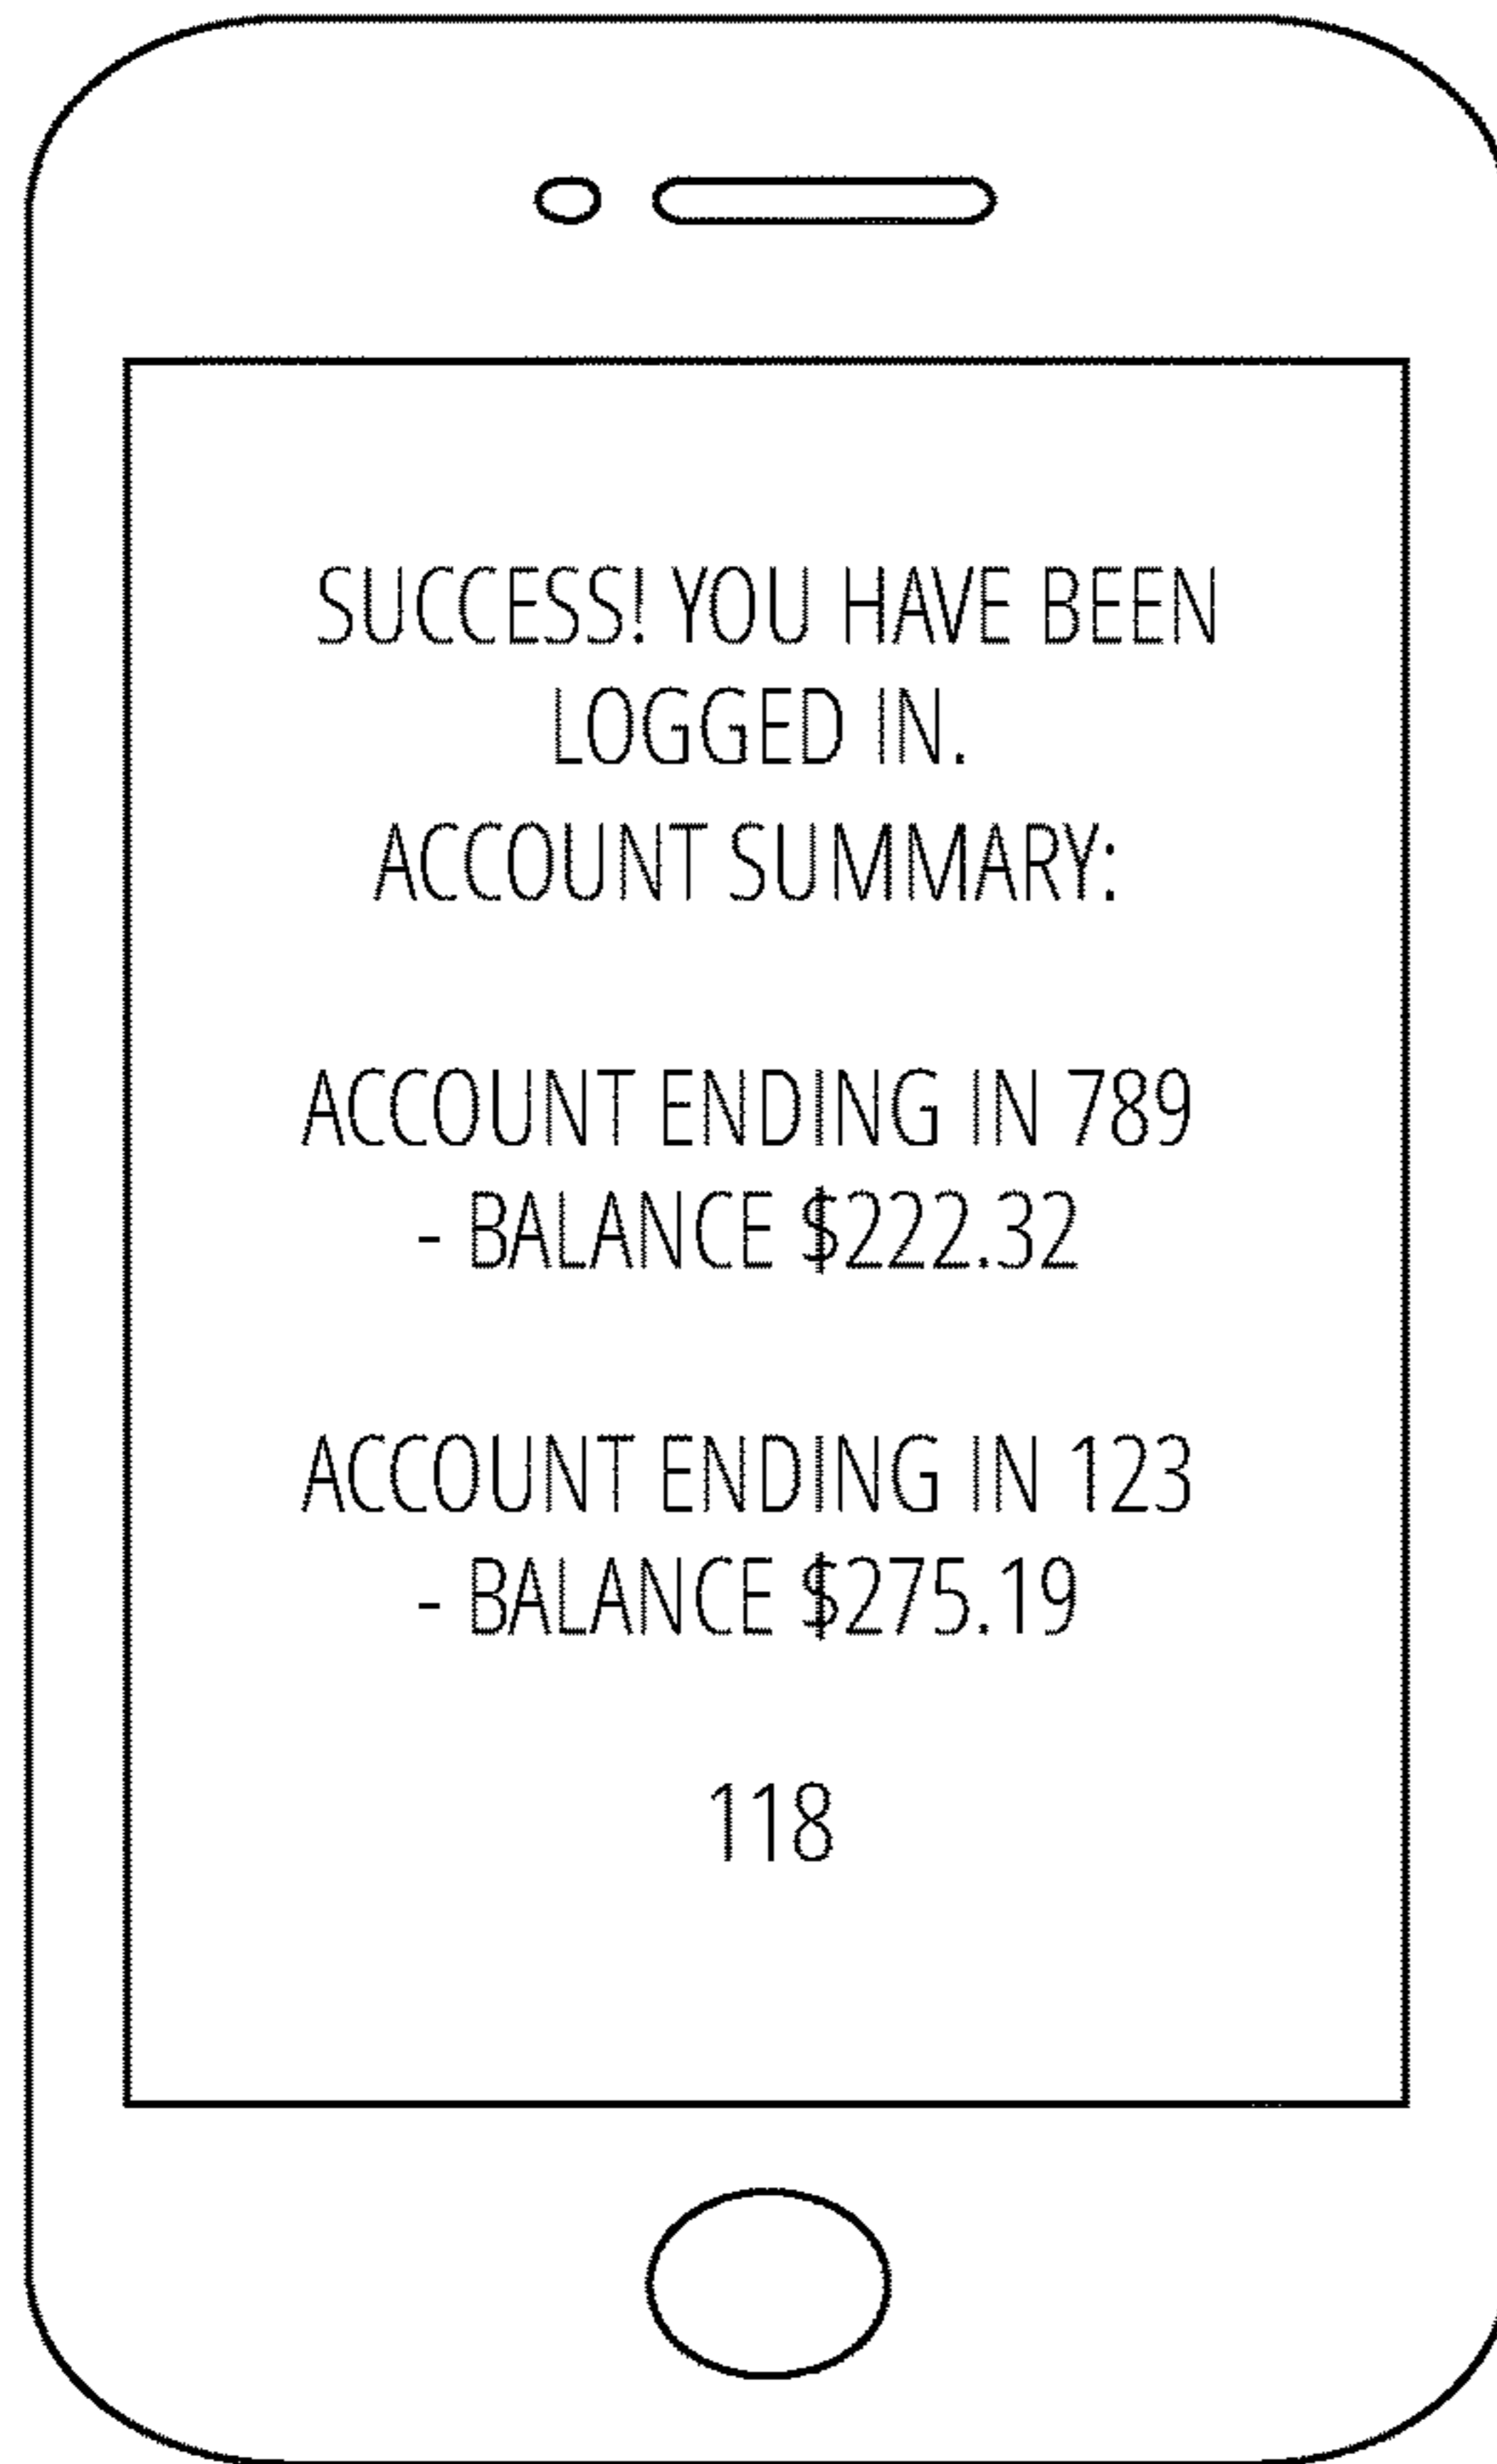 SUCCESS! YOU HAVE BEEN
LOGGED IN.
ACCOUNT SUMMARY:
ACCOUNT ENDING IN 789
- BALANCE $222.32
ACCOUNT ENDING IN 123
- BALANCE $275.19
118